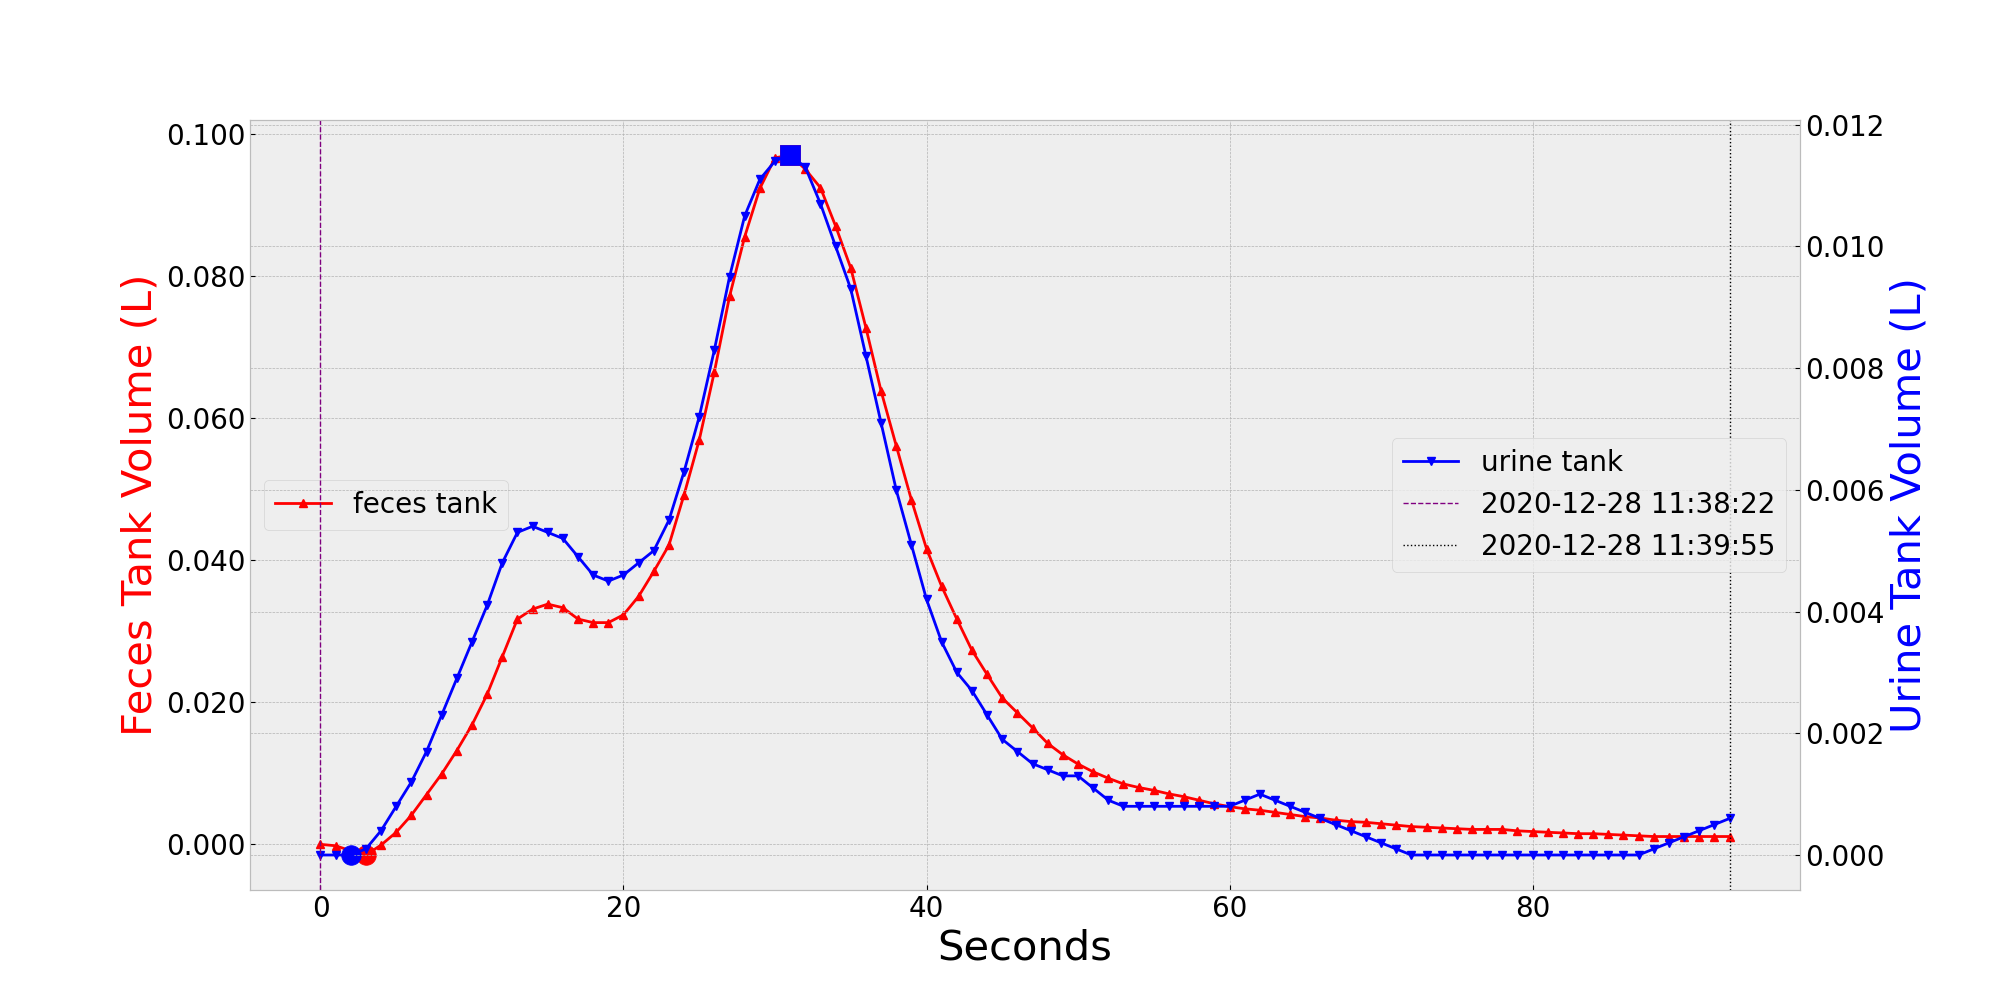 0.100
0.080
0.060
0.040
0.020
0.000
Feces Tank Volume (L)
feces tank
0.012
0.010
0.008
0.006
0.004
0.002
0.000
Urine Tank Volume (L)
urine tank
2020-12-28 11:38:22
2020-12-28 11:39:55
0 20 40 60 80
Seconds